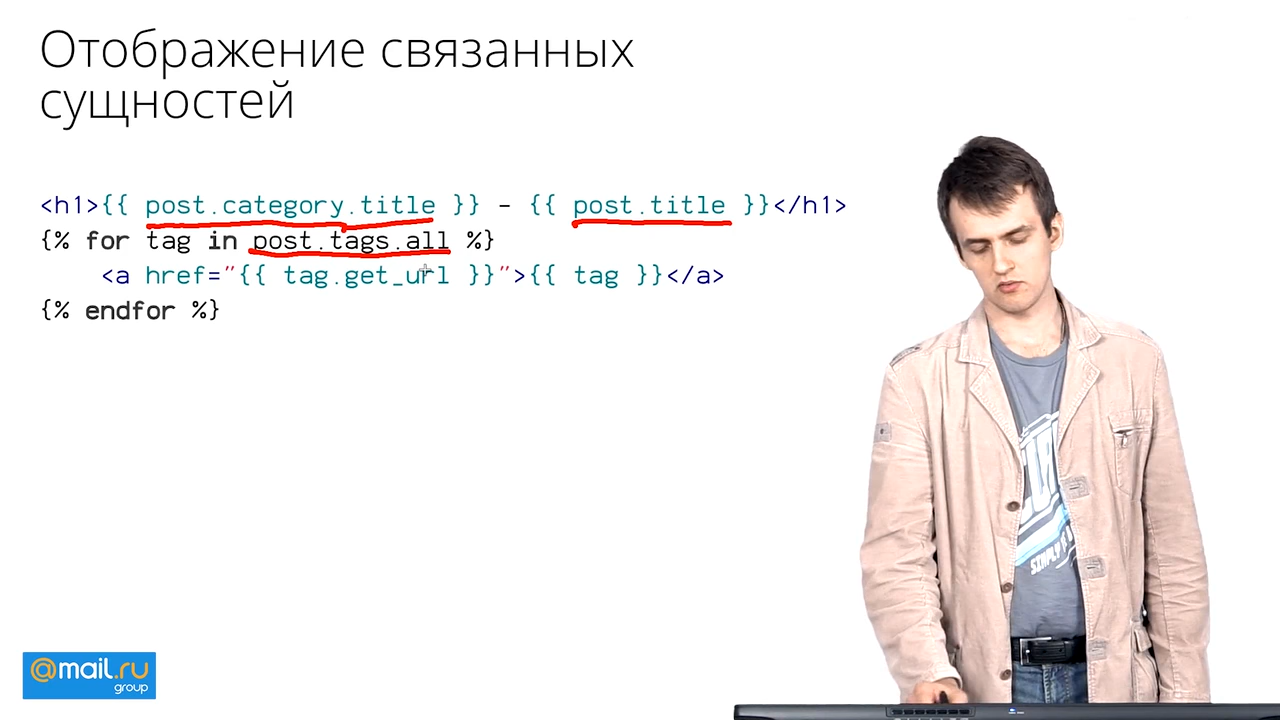 Отображение связанных
сущностей
<h1>{{ post.category.title }} - {{ post.title }}</h1>
{% for tag in post.tags.all %}
<a href="{{ tag.get_url }}">{{ tag }}</a>
{% endfor %}
@mail.ru
group
SIMPLY